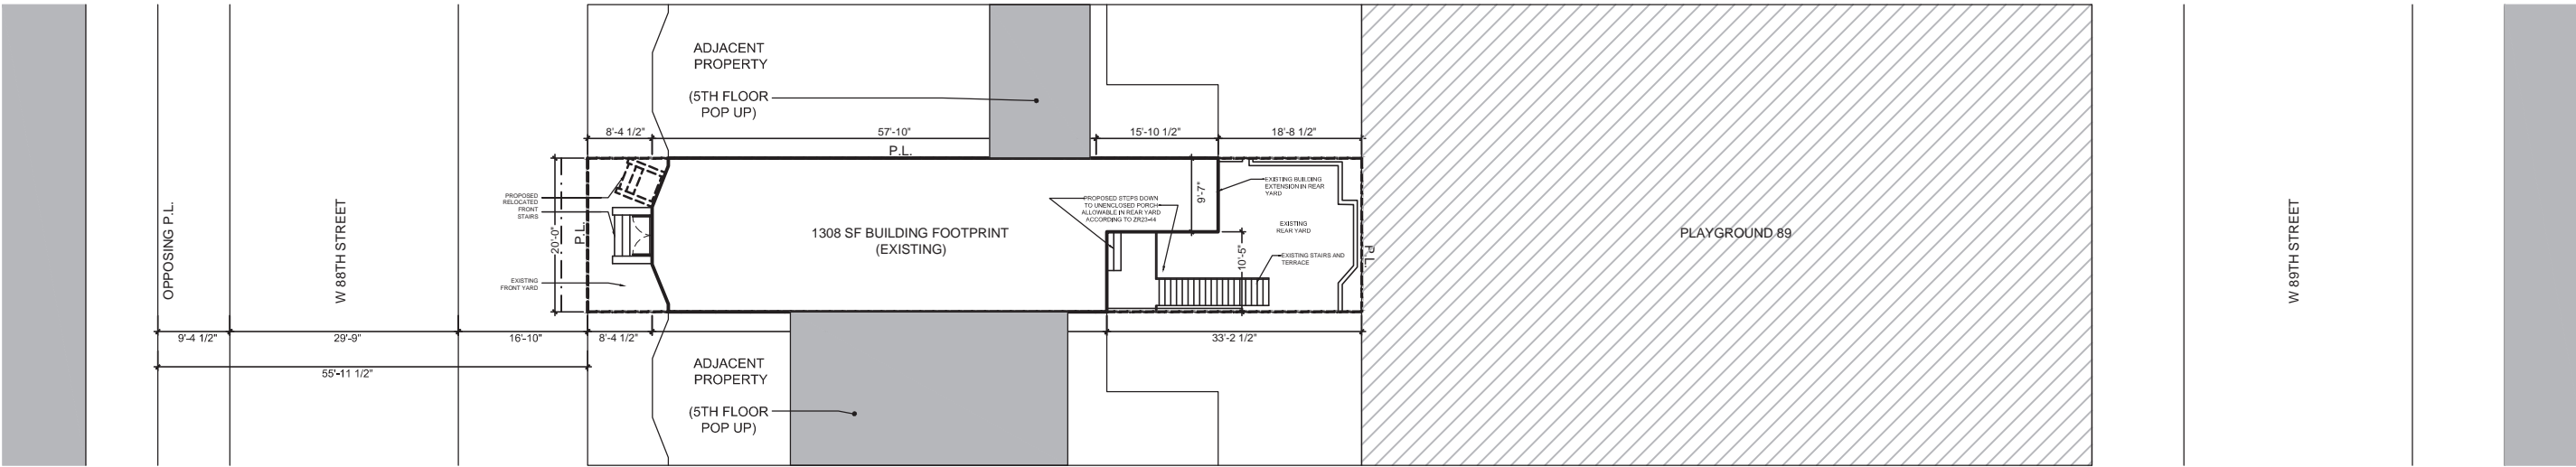 ADJACENT
PROPERTY
(5TH FLOOR
POP UP)
8'-4 1/2"
57'-10"
15'-10 1/2"
18'-8 1/2"
P.L.
OPPOSING P.L.
W 88TH STREET
20'-0"
P.L.
PROPOSED
RELOCATED
FRONT
STAIRS
EXISTING
FRONT YARD
1308 SF BUILDING FOOTPRINT
(EXISTING)
PROPOSED STEPS DOWN
TO UNENCLOSED PORCH
ALLOWABLE IN REAR YARD
ACCORDING TO ZR23-44
9'-7"
EXISTING BUILDING
EXTENSION IN REAR
YARD
EXISTING
REAR YARD
10'-5"
EXISTING STAIRS AND
TERRACE
P.L.
PLAYGROUND 89
W 89TH STREET
9'-4 1/2"
29'-9"
16'-10"
8'-4 1/2"
33'-2 1/2"
55'-11 1/2"
ADJACENT
PROPERTY
(5TH FLOOR
POP UP)